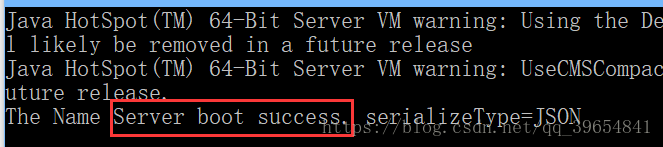 Java HotSpot(TM) 64-Bit Server VM warning: Using the De
l likely be removed in a future release
Java HotSpot(TM) 64-Bit Server VM warning: UseCMSCompac
uture release.
The Name Server boot success. serializeType=JSON
https://blog.csdn.net/qq_39654841